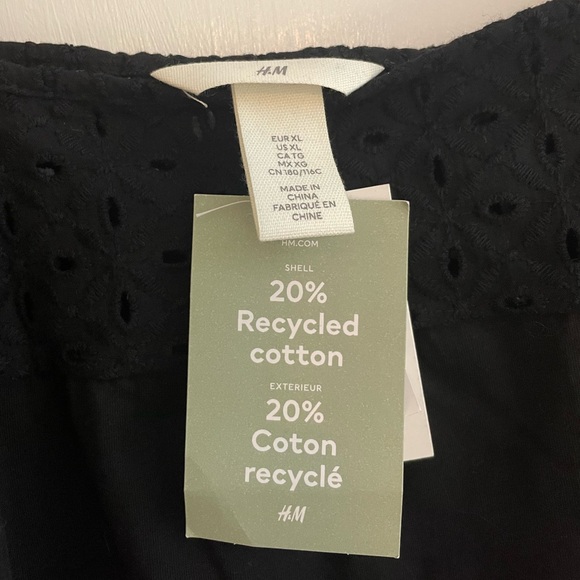 H&M
EUR XL
US XL
CA TG
MX XG
CN 180/116C
MADE IN
CHINA
FABRIQUÉ EN
CHINE
HM.COM
SHELL
20%
Recycled
cotton
EXTERIEUR
20%
Coton
recyclé
H&M